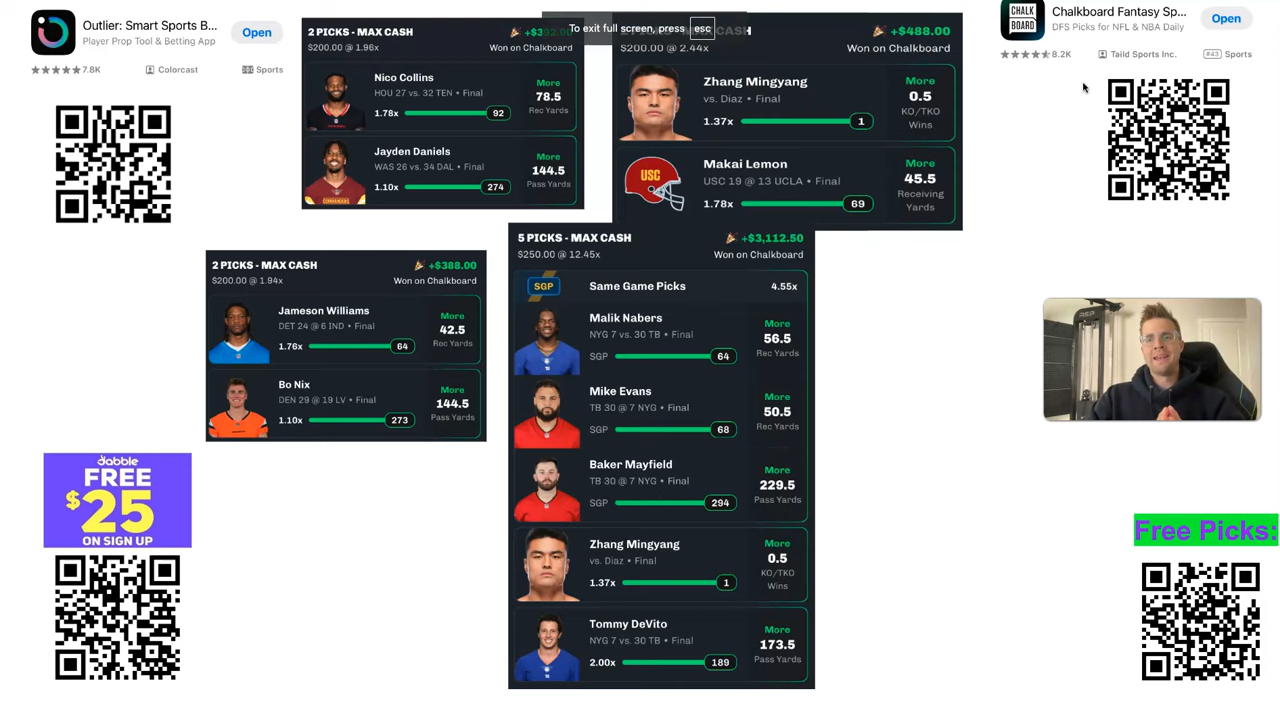 Outlier: Smart Sports B...
Player Prop Tool & Betting App
Open
7.8K
Colorcast
Sports
2 PICKS - MAX CASH
$200.00 @ 1.96x
Won on Chalkboard
Nico Collins
HOU 27 vs. 32 TEN • Final
1.78x
92
More
78.5
Rec Yards
Jayden Daniels
WAS 26 vs. 34 DAL • Final
1.10x
274
More
144.5
Pass Yards
To exit full screen, press esc
$200.00 @ 2.44x
+$488.00
Won on Chalkboard
Zhang Mingyang
vs. Diaz • Final
1.37x
1
More
0.5
KO/TKO
Wins
Makai Lemon
USC 19 @ 13 UCLA • Final
1.78x
69
More
45.5
Receiving
Yards
USC
CHALK
BOARD
Chalkboard Fantasy Sp...
DFS Picks for NFL & NBA Daily
Open
8.2K
Taild Sports Inc.
#43 Sports
2 PICKS - MAX CASH
$200.00 @ 1.94x
+$388.00
Won on Chalkboard
Jameson Williams
DET 24 @ 6 IND • Final
1.76x
64
More
42.5
Rec Yards
Bo Nix
DEN 29 @ 19 LV • Final
1.10x
273
More
144.5
Pass Yards
5 PICKS - MAX CASH
$250.00 @ 12.45x
+$3,112.50
Won on Chalkboard
SGP
Same Game Picks
4.55x
Malik Nabers
NYG 7 vs. 30 TB • Final
SGP
64
More
56.5
Rec Yards
Mike Evans
TB 30 @ 7 NYG • Final
SGP
68
More
50.5
Rec Yards
Baker Mayfield
TB 30 @ 7 NYG • Final
SGP
294
More
229.5
Pass Yards
Zhang Mingyang
vs. Diaz • Final
1.37x
1
More
0.5
KO/TKO
Wins
Tommy DeVito
NYG 7 vs. 30 TB • Final
2.00x
189
More
173.5
Pass Yards
dabble
FREE
$25
ON SIGN UP
Free Picks: